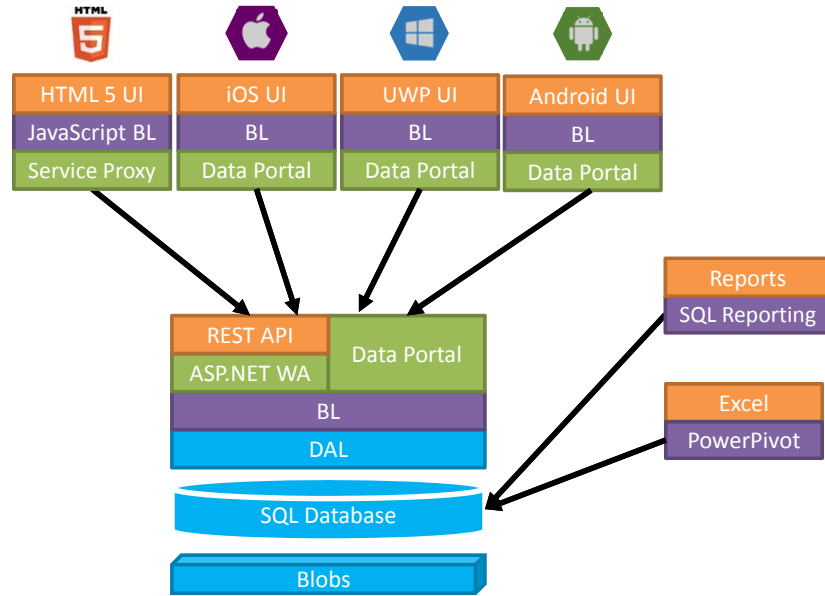 HTML
5
HTML 5 UI
JavaScript BL
Service Proxy
iOS UI
BL
Data Portal
UWP UI
BL
Data Portal
Android UI
BL
Data Portal
REST API
ASP.NET WA
Data Portal
BL
DAL
SQL Database
Blobs
Reports
SQL Reporting
Excel
PowerPivot